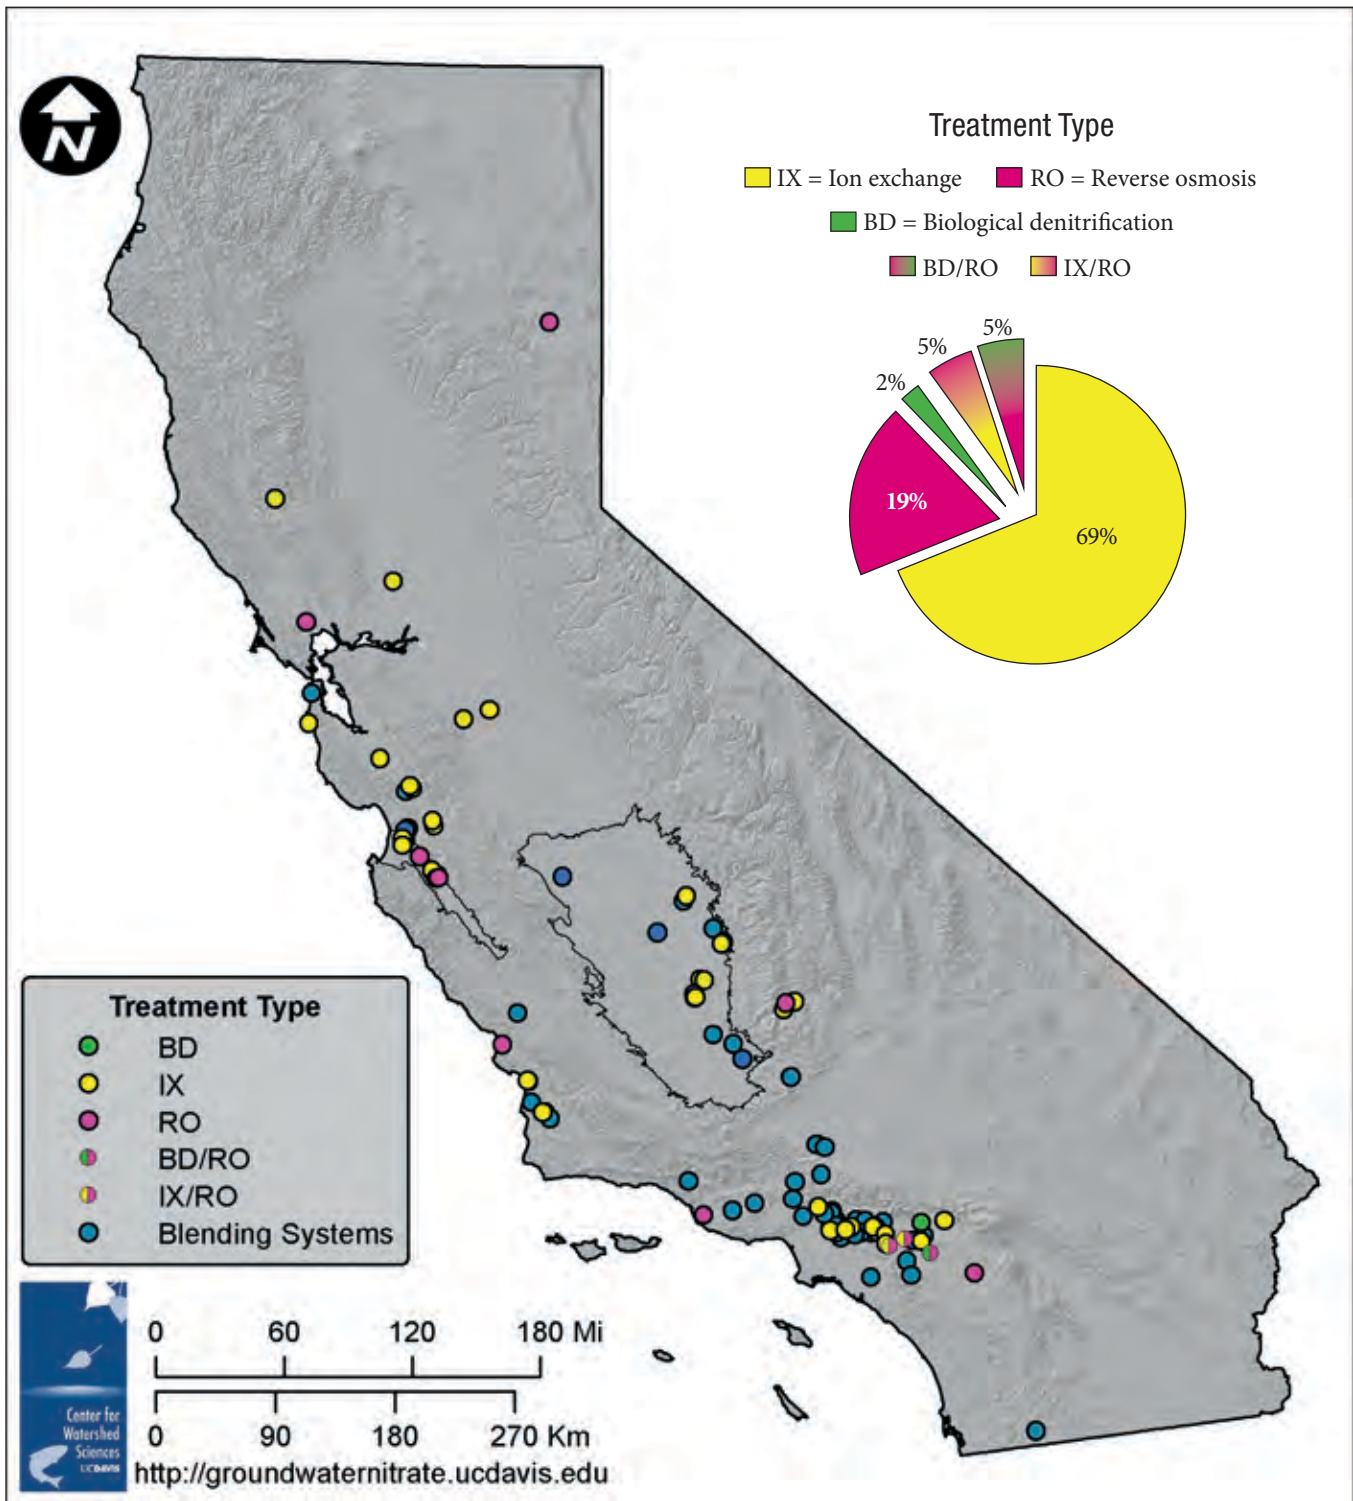 N
Treatment Type
IX = Ion exchange
RO = Reverse osmosis
BD = Biological denitrification
BD/RO
IX/RO
5%
5%
2%
19%
69%
Treatment Type
BD
IX
RO
BD/RO
IX/RO
Blending Systems
Center for
Watershed
Sciences
UCDAVIS
0 60 120 180 Mi
0 90 180 270 Km
http://groundwaternitrate.ucdavis.edu